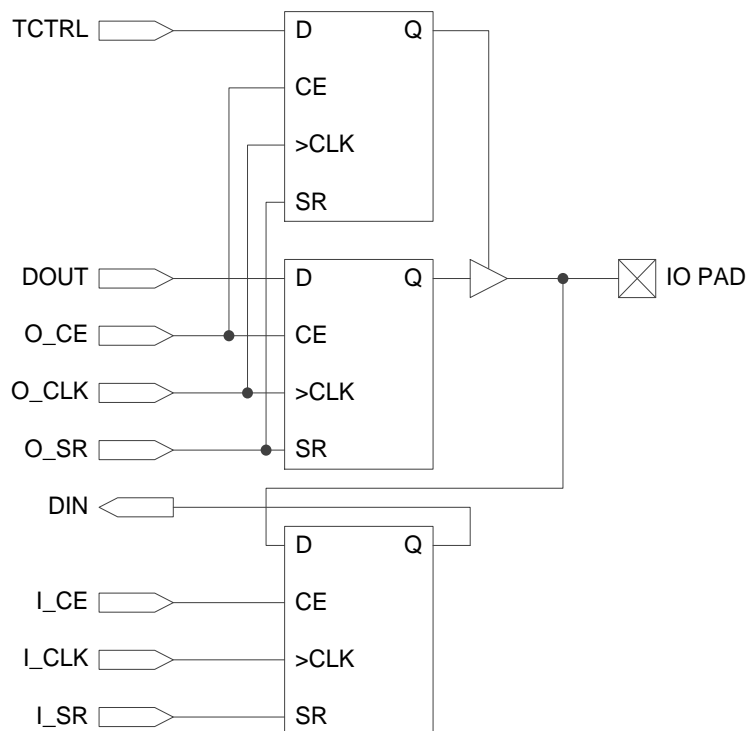 TCTRL D Q
CE
>CLK
SR
DOUT D Q IO PAD
O_CE CE
O_CLK >CLK
O_SR SR
DIN
D Q
I_CE CE
I_CLK >CLK
I_SR SR